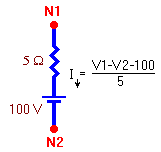 N1
5 Ω
I = V1-V2-100
5
100 V
N2